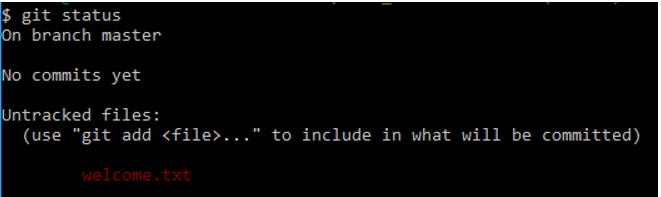 $ git status
On branch master
No commits yet
Untracked files:
(use "git add <file>..." to include in what will be committed)
welcome.txt